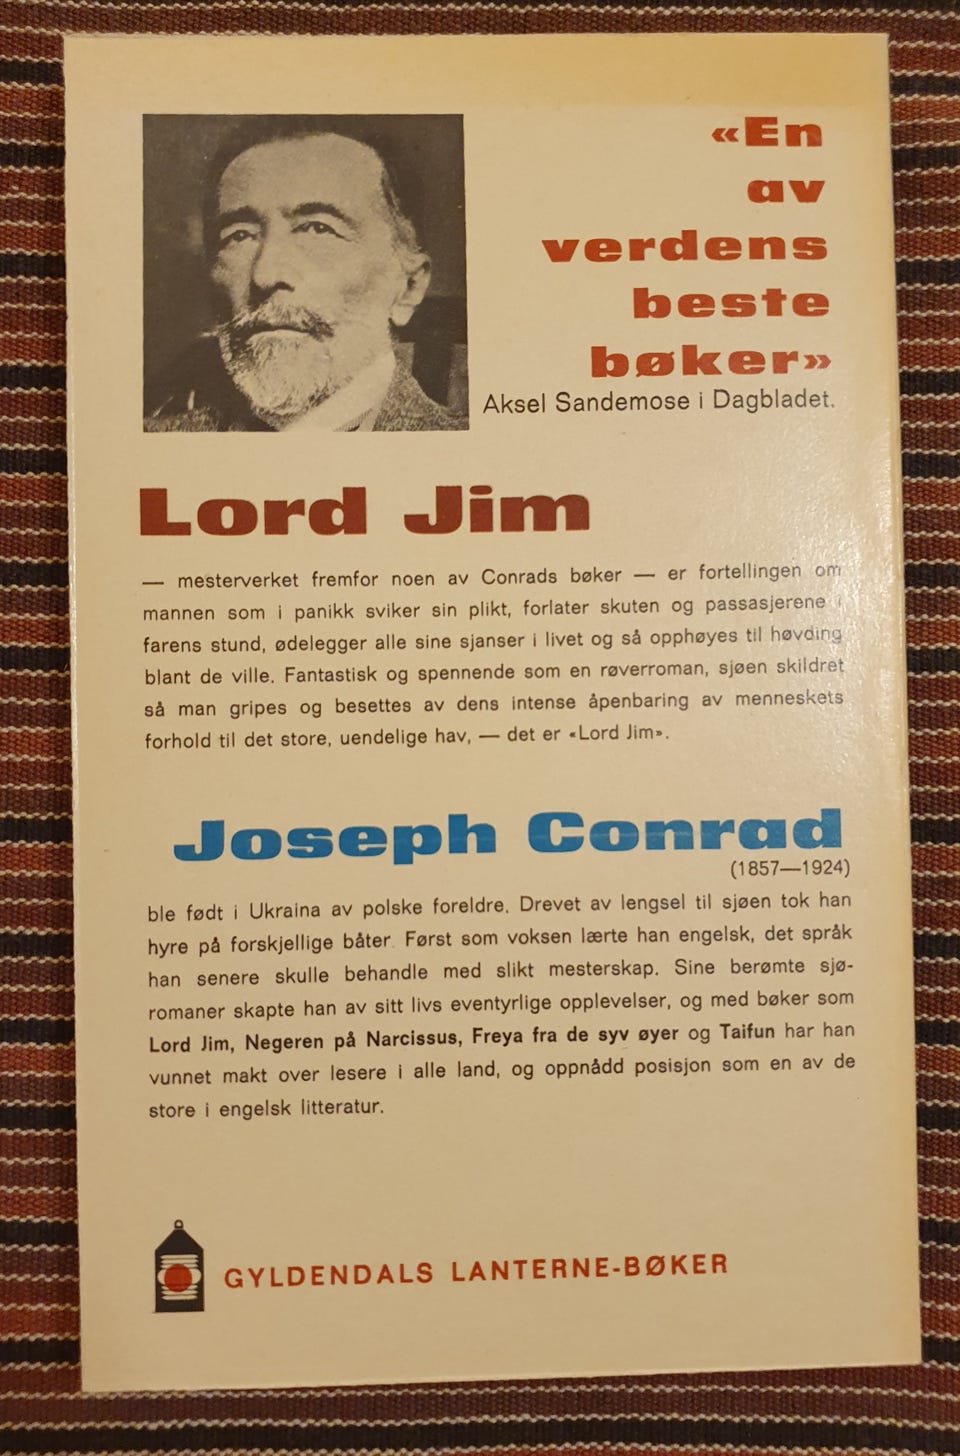 «En
av
verdens
beste
bøker»
Aksel Sandemose i Dagbladet.
Lord Jim
— mesterverket fremfor noen av Conrads bøker — er fortellingen om
mannen som i panikk sviker sin plikt, forlater skuten og passasjerene i
farens stund, ødelegger alle sine sjanser i livet og så opphøyes til høvding
blant de ville. Fantastisk og spennende som en røverroman, sjøen skildret
så man gripes og besettes av dens intense åpenbaring av menneskets
forhold til det store, uendelige hav, — det er «Lord Jim».
Joseph Conrad
(1857—1924)
ble født i Ukraina av polske foreldre. Drevet av lengsel til sjøen tok han
hyre på forskjellige båter. Først som voksen lærte han engelsk, det språk
han senere skulle behandle med slikt mesterskap. Sine berømte sjø-
romaner skapte han av sitt livs eventyrlige opplevelser, og med bøker som
Lord Jim, Negeren på Narcissus, Freya fra de syv øyer og Taifun har han
vunnet makt over lesere i alle land, og oppnådd posisjon som en av de
store i engelsk litteratur.
GYLDENDALS LANTERNE-BØKER